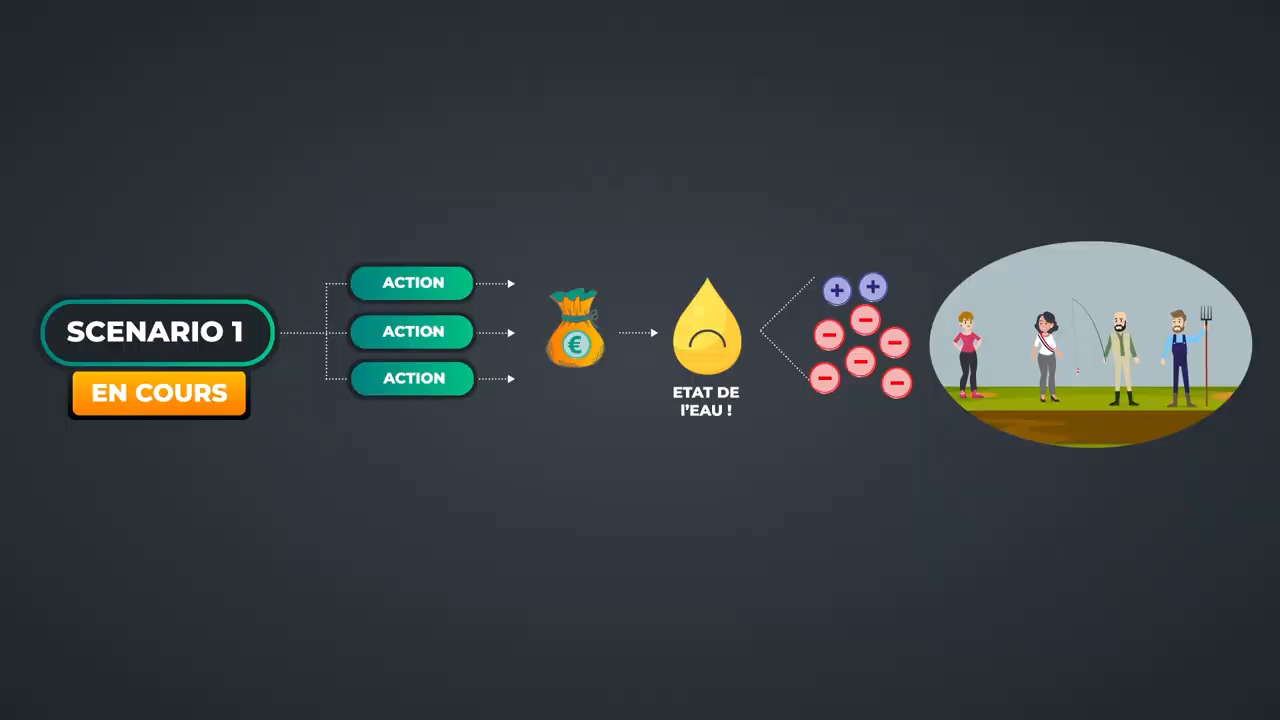 SCENARIO 1
EN COURS
ACTION
ACTION
ACTION
€
ETAT DE
l'EAU !